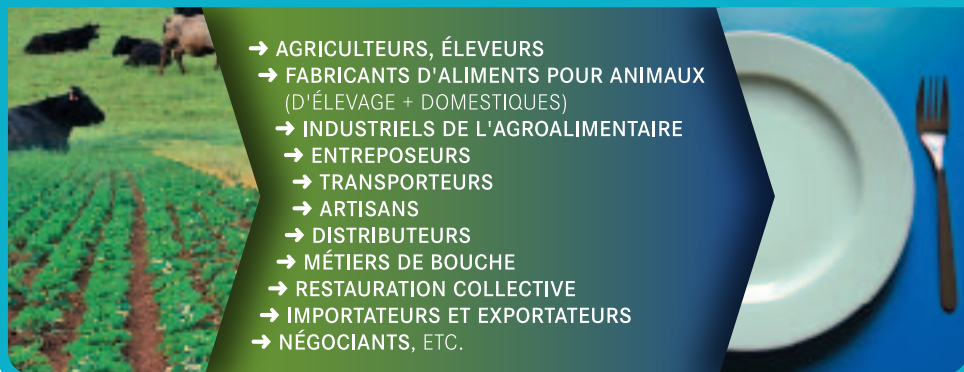 ➜ AGRICULTEURS, ÉLEVEURS
➜ FABRICANTS D'ALIMENTS POUR ANIMAUX
(D'ÉLEVAGE + DOMESTIQUES)
➜ INDUSTRIELS DE L'AGROALIMENTAIRE
➜ ENTREPOSEURS
➜ TRANSPORTEURS
➜ ARTISANS
➜ DISTRIBUTEURS
➜ MÉTIERS DE BOUCHE
➜ RESTAURATION COLLECTIVE
➜ IMPORTATEURS ET EXPORTATEURS
➜ NÉGOCIANTS, ETC.